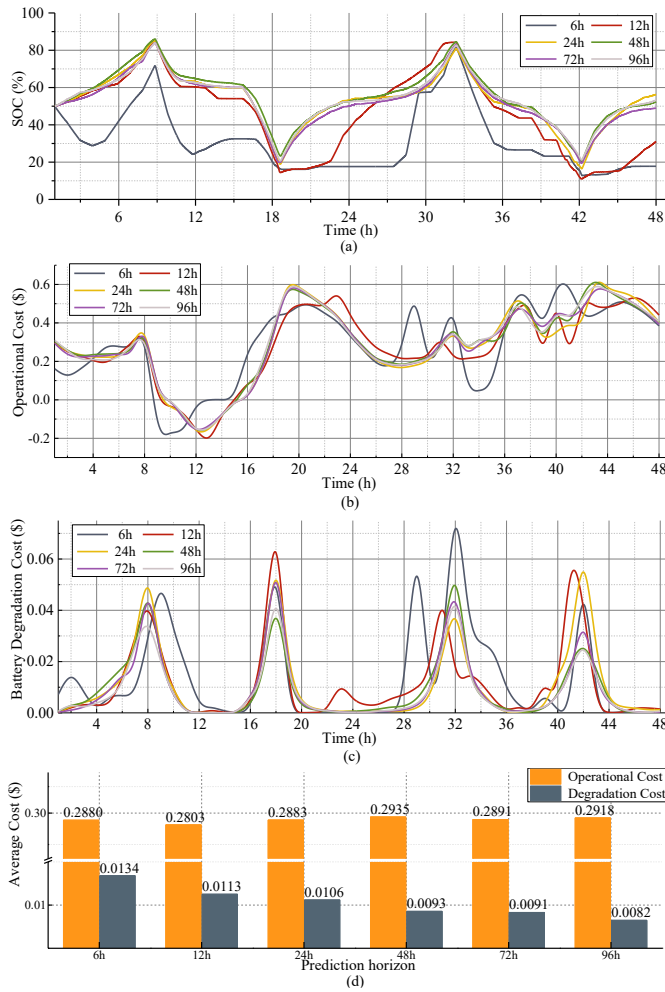 100
80
60
40
20
0
SOC (%)
6h 12h
24h 48h
72h 96h
6 12 18 24 30 36 42 48
Time (h)
(a)
0.6
0.4
0.2
0.0
-0.2
Operational Cost ($)
6h 12h
24h 48h
72h 96h
4 8 12 16 20 24 28 32 36 40 44 48
Time (h)
(b)
0.06
0.04
0.02
0.00
Battery Degradation Cost ($)
6h 12h
24h 48h
72h 96h
4 8 12 16 20 24 28 32 36 40 44 48
Time (h)
(c)
Operational Cost
Degradation Cost
Average Cost ($)
0.30
0.01
0.2880 0.2803 0.2883 0.2935 0.2891 0.2918
0.0134 0.0113 0.0106 0.0093 0.0091 0.0082
6h 12h 24h 48h 72h 96h
Prediction horizon
(d)